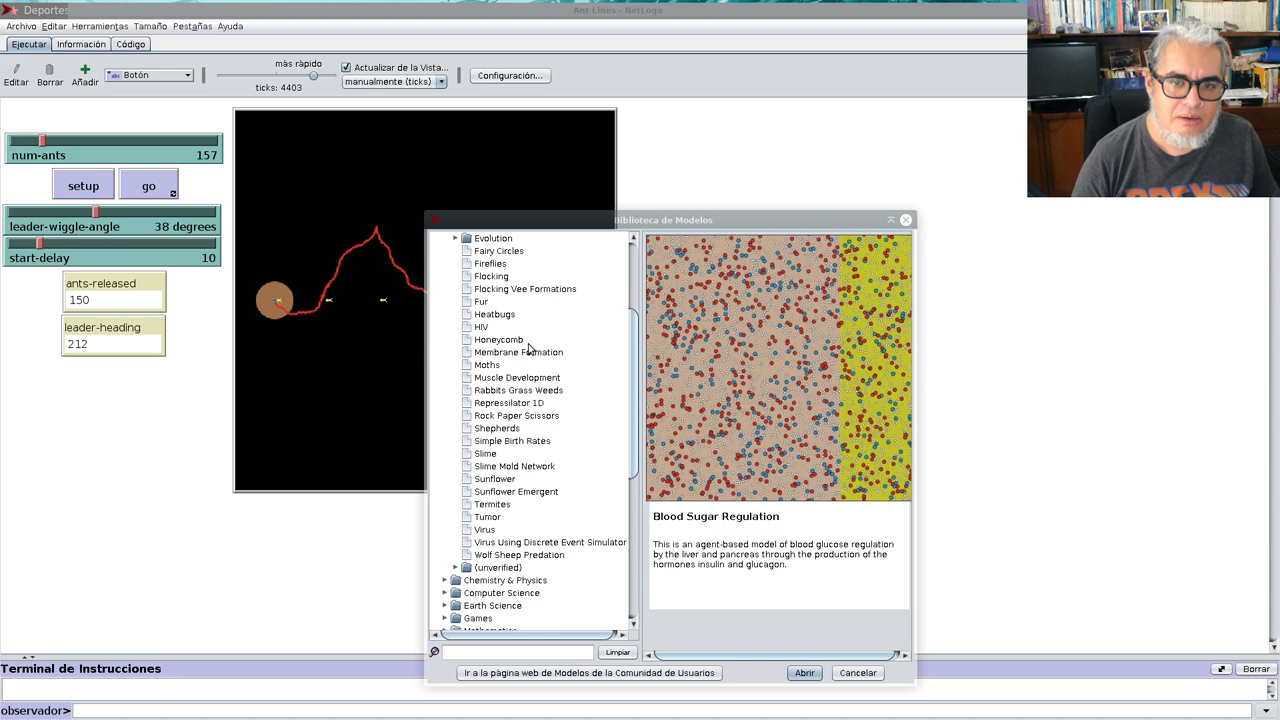 Deportes
Ant Lines - NetLogo
Archivo Editar Herramientas Tamaño Pestañas Ayuda
Ejecutar Información Código
Editar Borrar Añadir
Botón
más rápido
ticks: 4403
Actualizar de la Vista...
manualmente (ticks)
Configuración...
num-ants 157
setup go
leader-wiggle-angle 38 degrees
start-delay 10
ants-released
150
leader-heading
212
Biblioteca de Modelos
Evolution
Fairy Circles
Fireflies
Flocking
Flocking Vee Formations
Fur
Heatbugs
HIV
Honeycomb
Membrane Formation
Moths
Muscle Development
Rabbits Grass Weeds
Repressilator 1D
Rock Paper Scissors
Shepherds
Simple Birth Rates
Slime
Slime Mold Network
Sunflower
Sunflower Emergent
Termites
Tumor
Virus
Virus Using Discrete Event Simulator
Wolf Sheep Predation
(unverified)
Chemistry & Physics
Computer Science
Earth Science
Games
Blood Sugar Regulation
This is an agent-based model of blood glucose regulation
by the liver and pancreas through the production of the
hormones insulin and glucagon.
Limpiar
Ir a la página web de Modelos de la Comunidad de Usuarios
Abrir Cancelar
Terminal de Instrucciones
Borrar
observador>